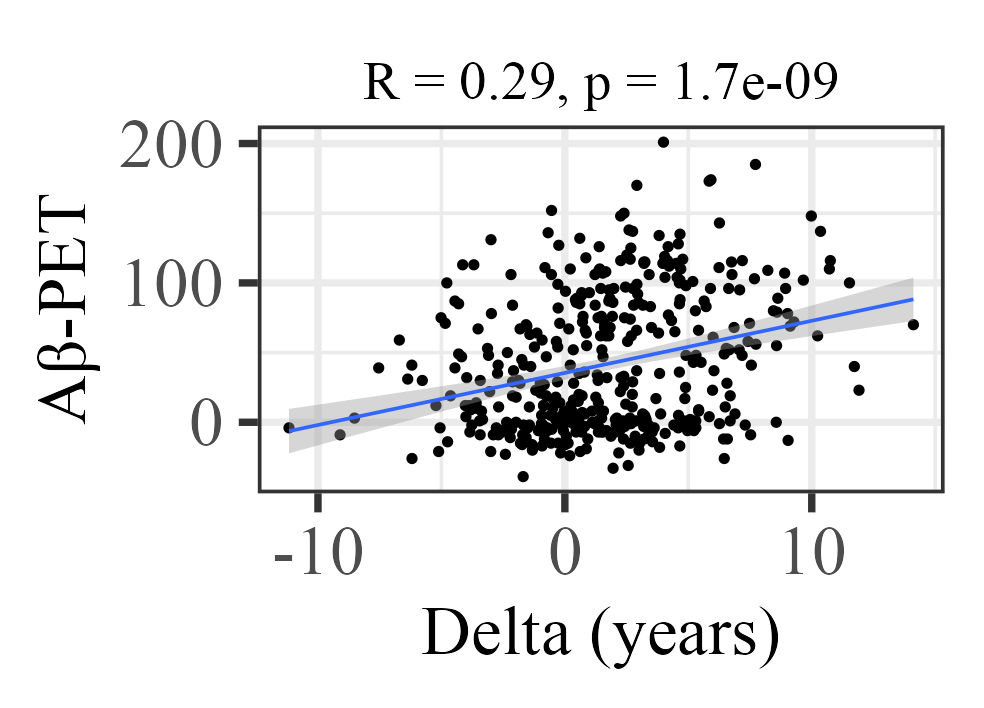 R = 0.29, p = 1.7e-09
Aβ-PET
200
100
0
-10 0 10
Delta (years)